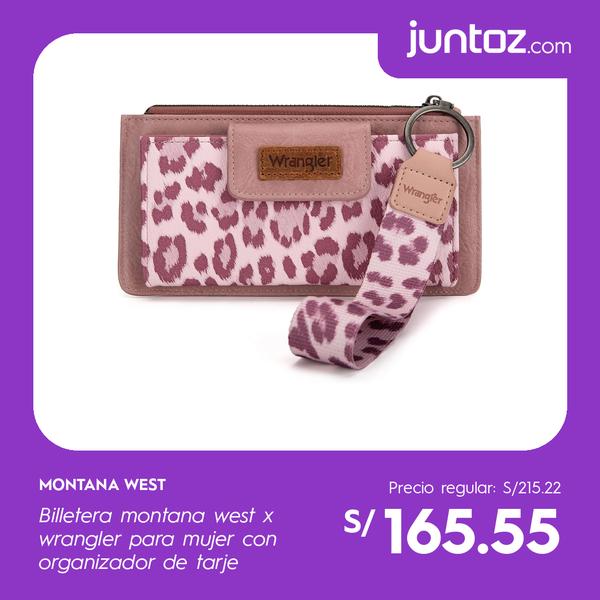 juntoz.com
Wrangler
Wrangler
MONTANA WEST
Billetera montana west x
wrangler para mujer con
organizador de tarje
Precio regular: S/215.22
S/ 165.55